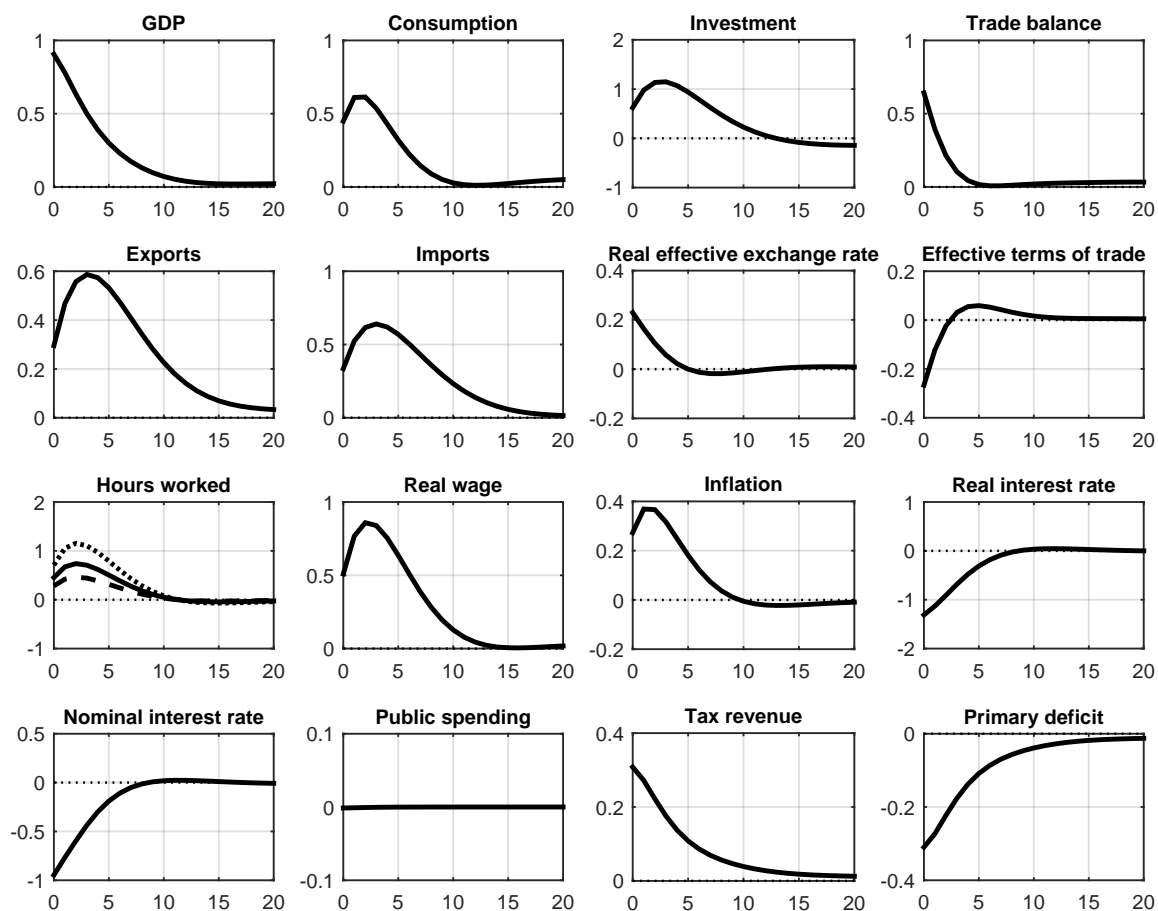 GDP
1
0.5
0
0 5 10 15 20
Consumption
1
0.5
0
0 5 10 15 20
Investment
2
1
0
-1
0 5 10 15 20
Trade balance
1
0.5
0
0 5 10 15 20
Exports
0.6
0.4
0.2
0
0 5 10 15 20
Imports
1
0.5
0
0 5 10 15 20
Real effective exchange rate
0.4
0.2
0
-0.2
0 5 10 15 20
Effective terms of trade
0.2
0
-0.2
-0.4
0 5 10 15 20
Hours worked
2
1
0
-1
0 5 10 15 20
Real wage
1
0.5
0
0 5 10 15 20
Inflation
0.4
0.2
0
-0.2
0 5 10 15 20
Real interest rate
1
0
-1
-2
0 5 10 15 20
Nominal interest rate
0.5
0
-0.5
-1
0 5 10 15 20
Public spending
0.1
0
-0.1
0 5 10 15 20
Tax revenue
0.4
0.2
0
0 5 10 15 20
Primary deficit
0
-0.2
-0.4
0 5 10 15 20